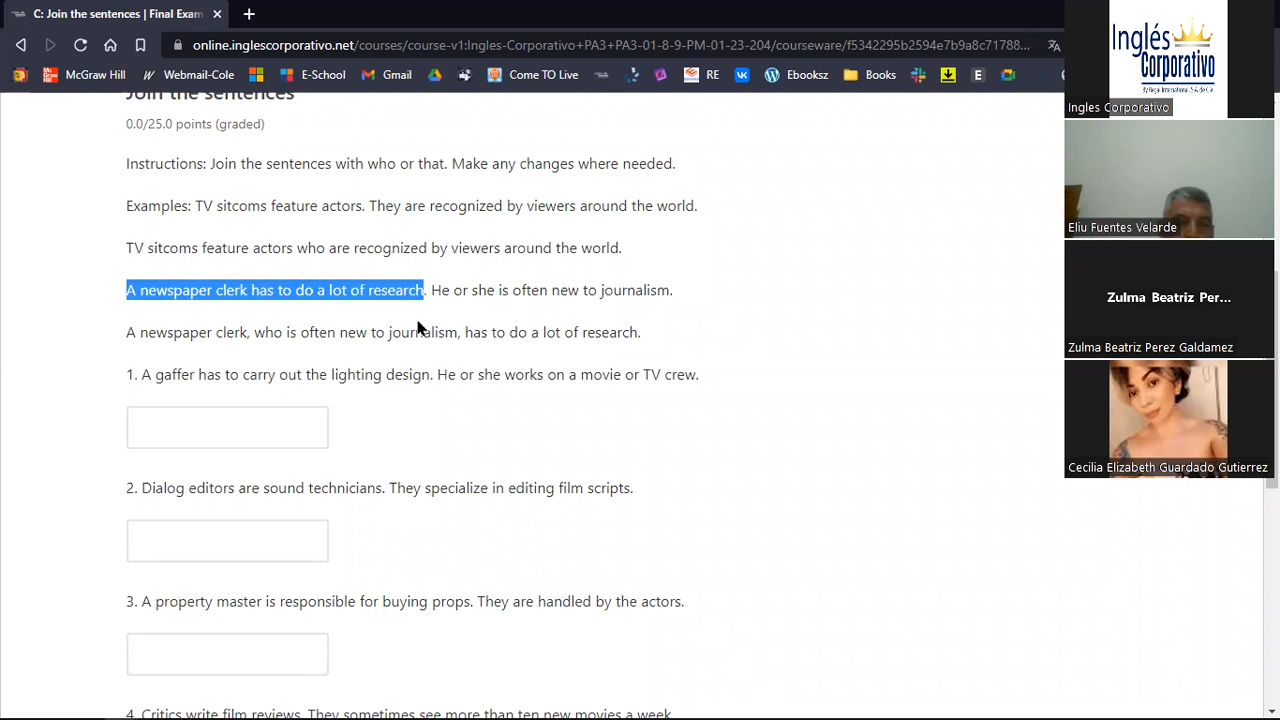 C: Join the sentences | Final Exam
online.inglescorporativo.net/courses/course-v1:Ingles-Corporativo+PA3+PA3-01-8-9-PM-01-23-204/courseware/f5342295b2594e7b9a8c71788...
McGraw Hill
Webmail-Cole
E-School
Gmail
Come TO Live
RE
Ebooksz
Books
E
Join the sentences
0.0/25.0 points (graded)
Instructions: Join the sentences with who or that. Make any changes where needed.
Examples: TV sitcoms feature actors. They are recognized by viewers around the world.
TV sitcoms feature actors who are recognized by viewers around the world.
A newspaper clerk has to do a lot of research. He or she is often new to journalism.
A newspaper clerk, who is often new to journalism, has to do a lot of research.
1. A gaffer has to carry out the lighting design. He or she works on a movie or TV crew.
2. Dialog editors are sound technicians. They specialize in editing film scripts.
3. A property master is responsible for buying props. They are handled by the actors.
4. Critics write film reviews. They sometimes see more than ten new movies a week.
Inglés
Corporativo
Ingles Corporativo
Eliu Fuentes Velarde
Zulma Beatriz Per...
Zulma Beatriz Perez Galdamez
Cecilia Elizabeth Guardado Gutierrez